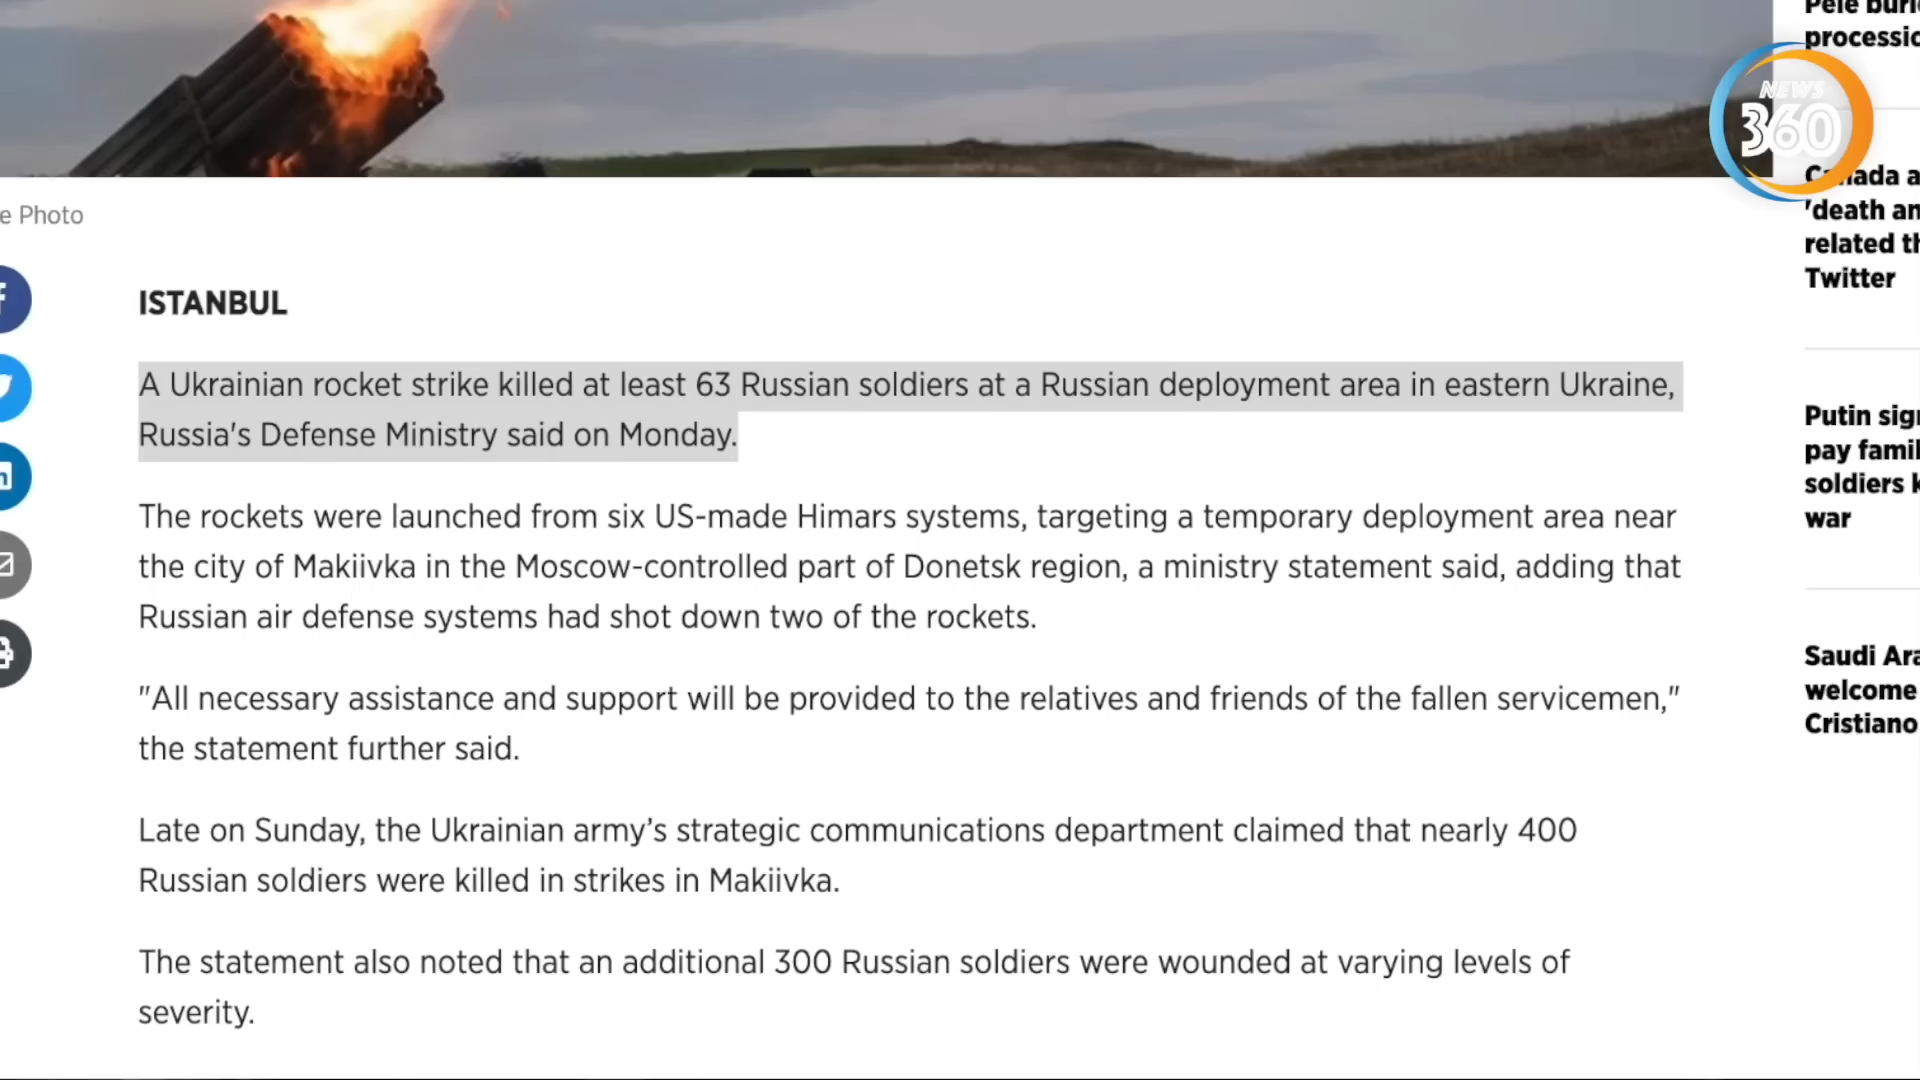 Pele
processio
NEWS
360
Canada a
'death an
related th
Twitter
e Photo
ISTANBUL
A Ukrainian rocket strike killed at least 63 Russian soldiers at a Russian deployment area in eastern Ukraine,
Russia's Defense Ministry said on Monday.
The rockets were launched from six US-made Himars systems, targeting a temporary deployment area near
the city of Makiivka in the Moscow-controlled part of Donetsk region, a ministry statement said, adding that
Russian air defense systems had shot down two of the rockets.
"All necessary assistance and support will be provided to the relatives and friends of the fallen servicemen,"
the statement further said.
Late on Sunday, the Ukrainian army’s strategic communications department claimed that nearly 400
Russian soldiers were killed in strikes in Makiivka.
The statement also noted that an additional 300 Russian soldiers were wounded at varying levels of
severity.
Putin sig
pay famil
soldiers k
war
Saudi Ara
welcome
Cristiano